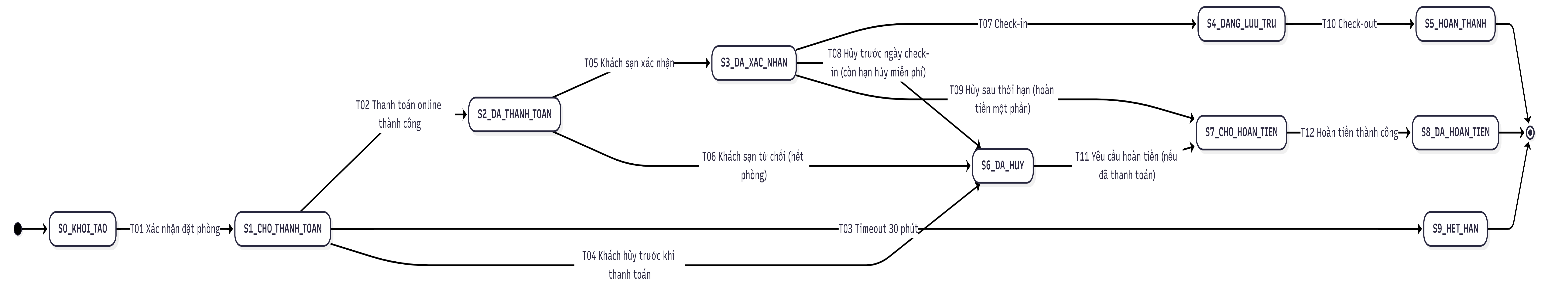 T07 Check-in
S4_DANG_LUU_TRU
T10 Check-out
S5_HOAN_THANH
T05 Khách sạn xác nhận
S3_DA_XAC_NHAN
T08 Hủy trước ngày check-
in (còn hạn hủy miễn phí)
T09 Hủy sau thời hạn (hoàn
tiền một phần)
T02 Thanh toán online
thành công
S2_DA_THANH_TOAN
S7_CHO_HOAN_TIEN
T12 Hoàn tiền thành công
S8_DA_HOAN_TIEN
T06 Khách sạn từ chối (hết
phòng)
S6_DA_HUY
T11 Yêu cầu hoàn tiền (nếu
đã thanh toán)
S0_KHOI_TAO
T01 Xác nhận đặt phòng
S1_CHO_THANH_TOAN
T03 Timeout 30 phút
S9_HET_HAN
T04 Khách hủy trước khi
thanh toán